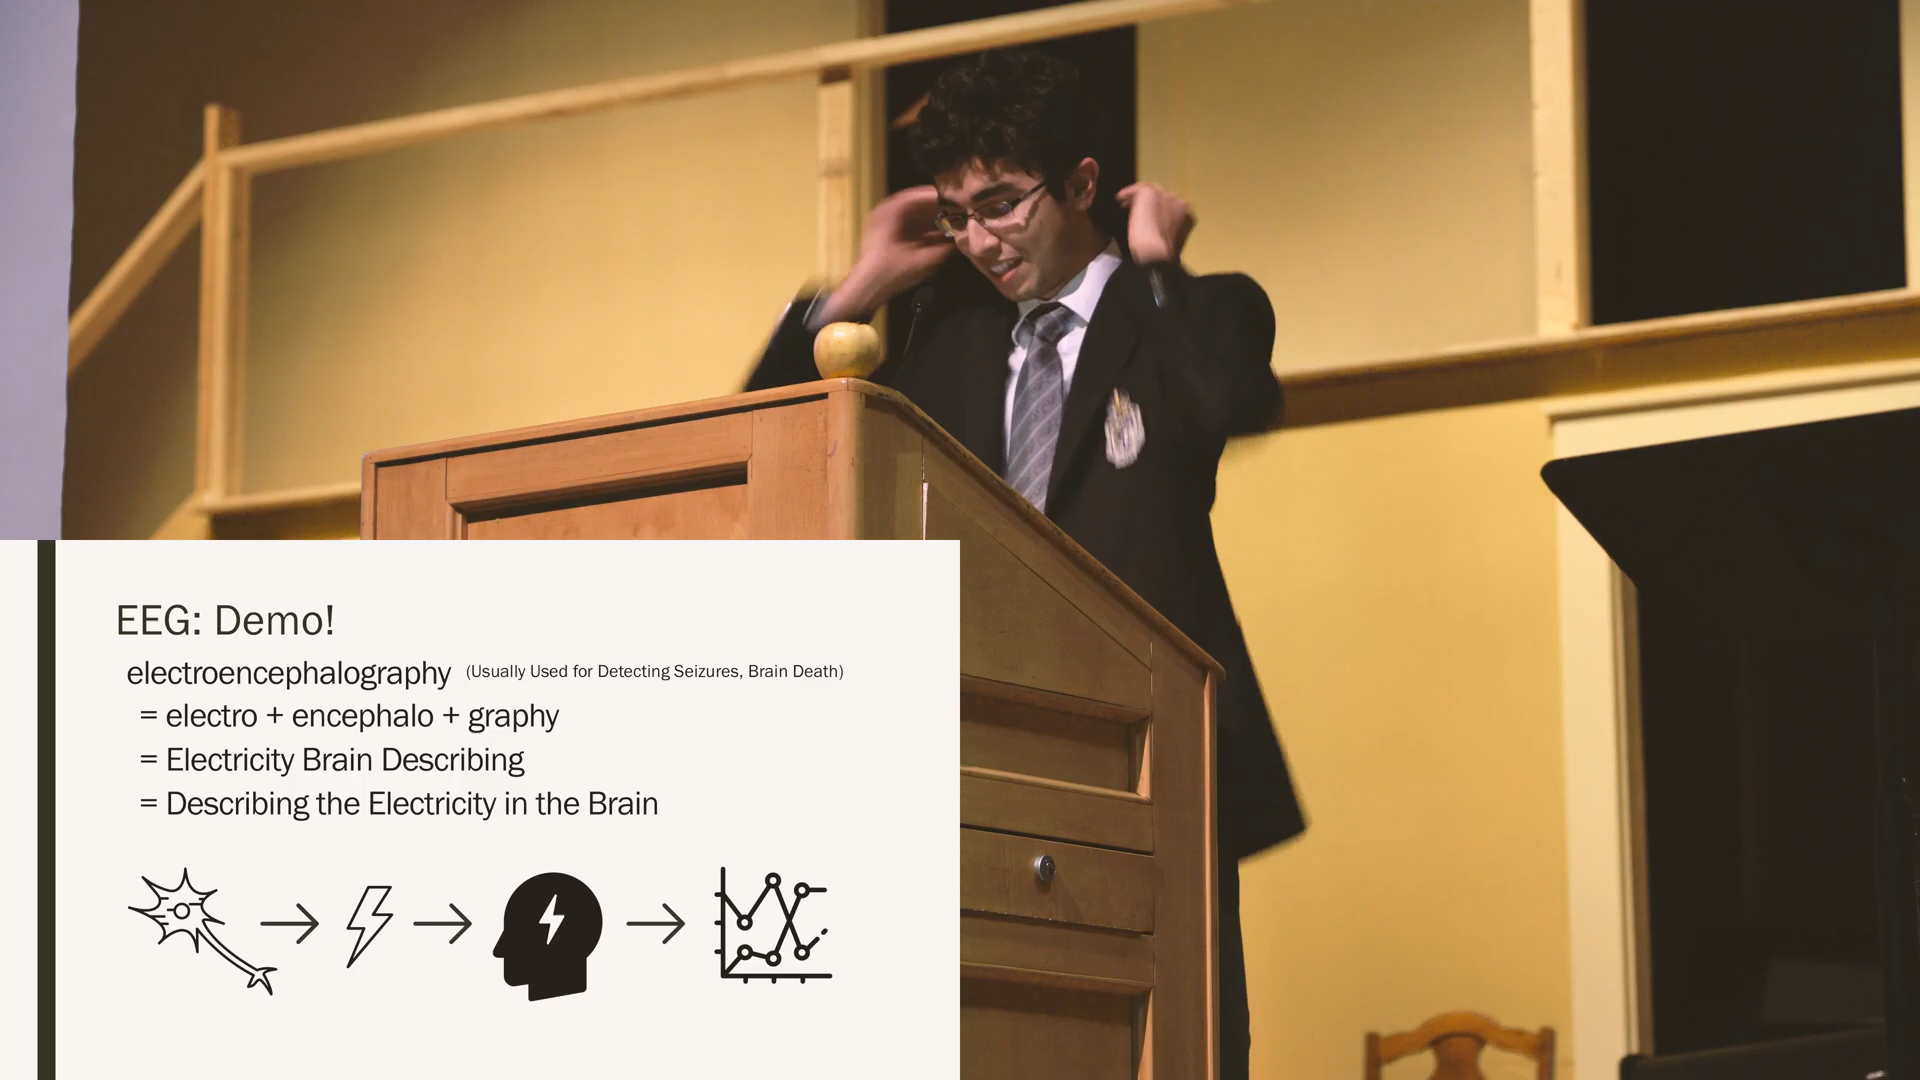 EEG: Demo!
electroencephalography (Usually Used for Detecting Seizures, Brain Death)
= electro + encephalo + graphy
= Electricity Brain Describing
= Describing the Electricity in the Brain